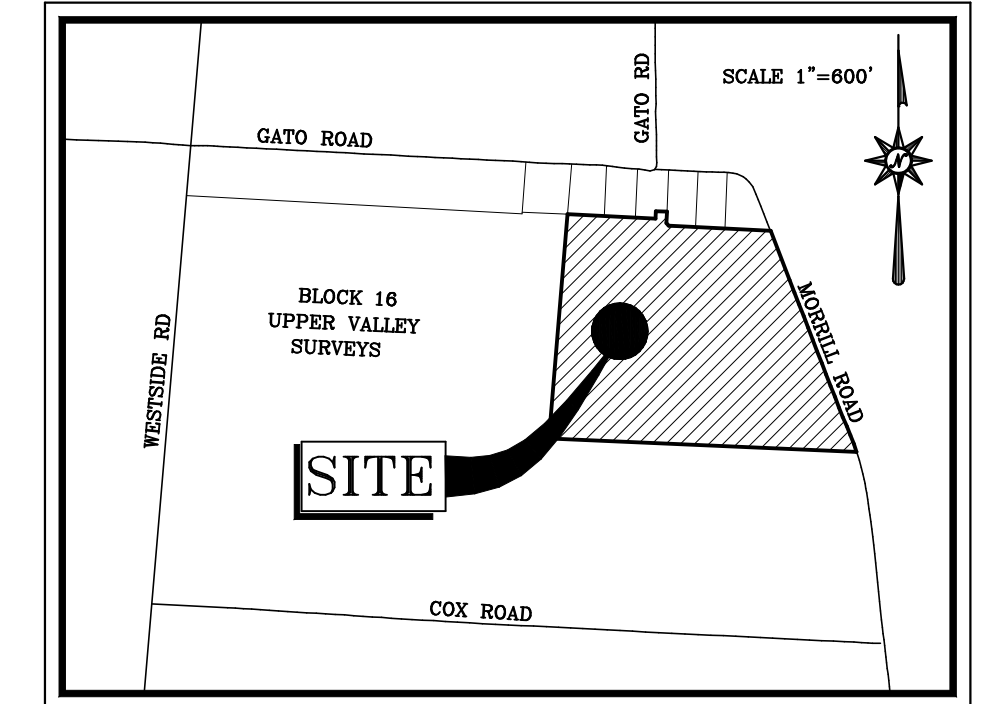 SCALE 1"=600'
GATO RD
GATO ROAD
N
BLOCK 16
UPPER VALLEY
SURVEYS
WESTSIDE RD
MORRILL ROAD
SITE
COX ROAD